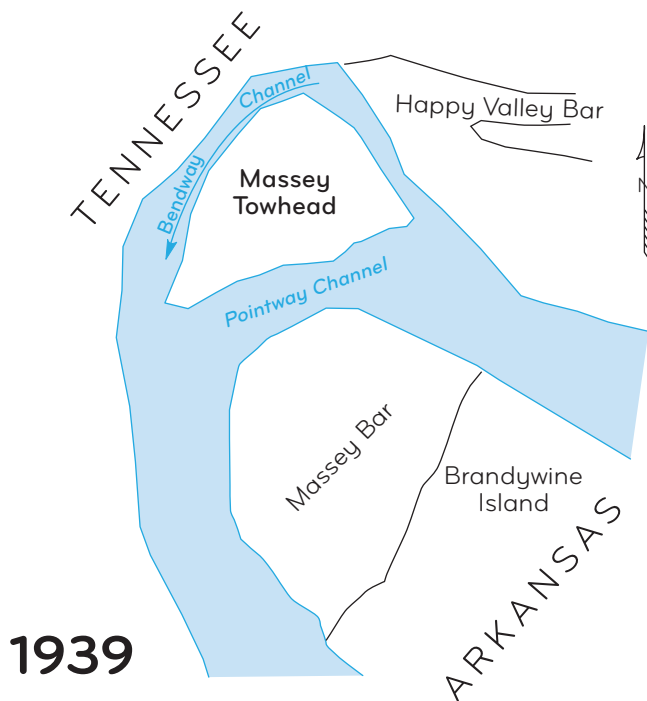 TENNESSEE
Channel
Bendway
Happy Valley Bar
N
Massey
Towhead
Pointway Channel
Massey Bar
Brandywine
Island
ARKANSAS
1939